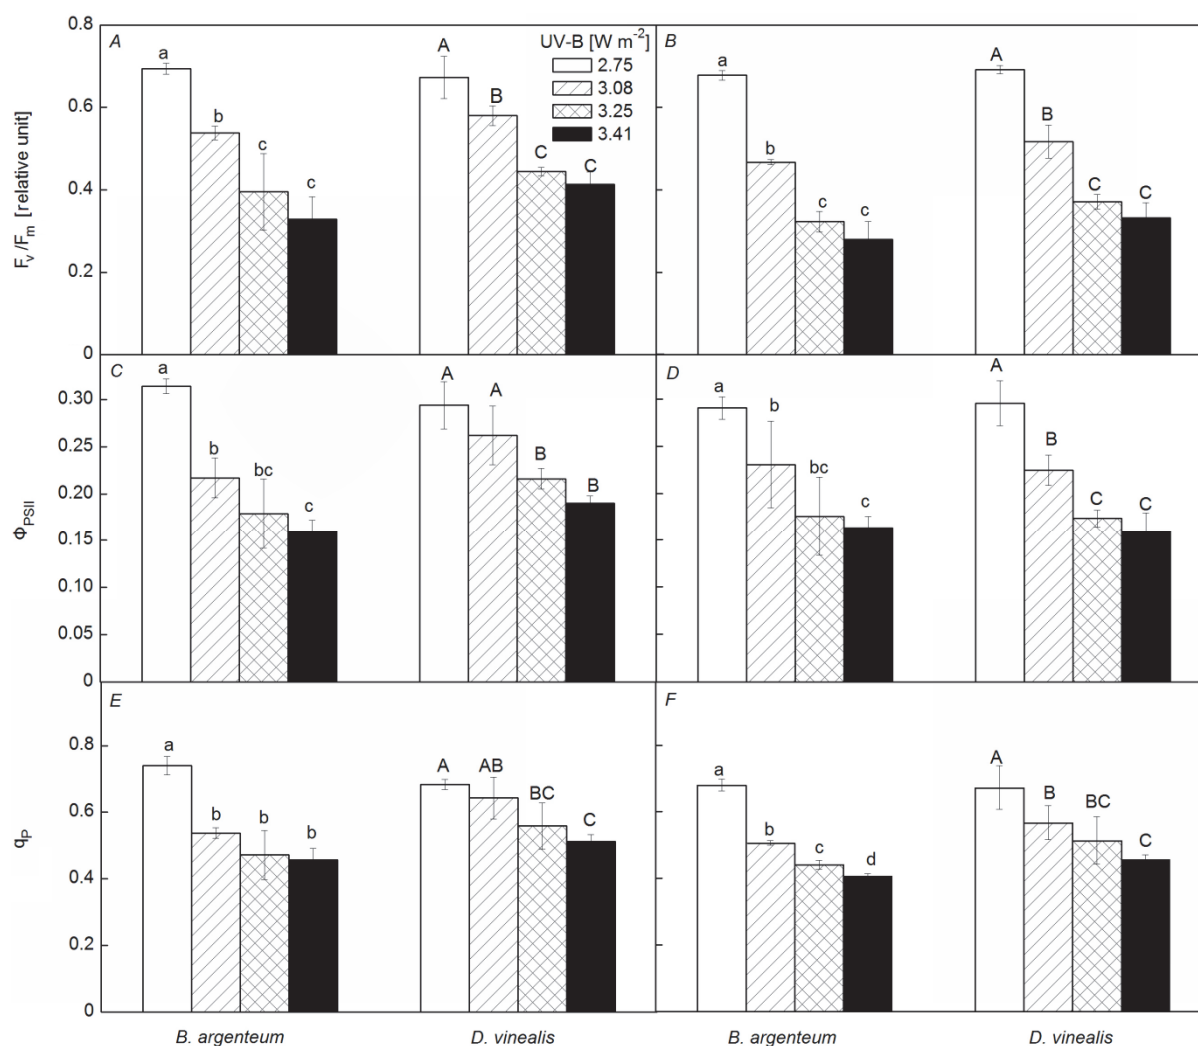 A
UV-B [W m-2]
2.75
3.08
3.25
3.41
a
b
c
c
A
B
C
C
B
a
b
c
c
A
B
C
C
0.8
0.6
0.4
0.2
0
Fv/Fm [relative unit]
C
a
b
bc
c
A
A
B
B
D
a
b
bc
c
A
B
C
C
0.30
0.25
0.20
0.15
0.10
0.05
0
ΦPSII
E
a
b
b
b
A
AB
BC
C
F
a
b
c
d
A
B
BC
C
0.8
0.6
0.4
0.2
0
qP
B. argenteum
D. vinealis
B. argenteum
D. vinealis